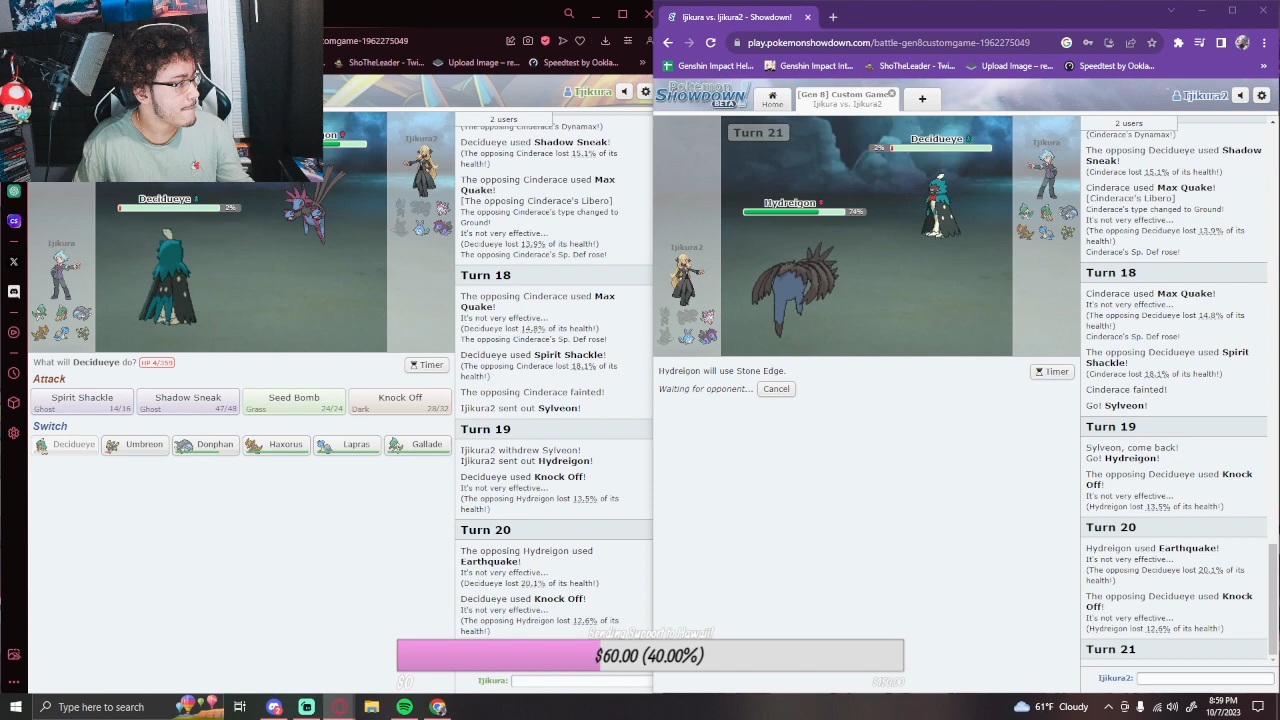 Ijikura vs. Ijikura2 - Showdown!
customgame-1962275049
play.pokemonshowdown.com/battle-gen8customgame-1962275049
ShoTheLeader - Twi...
Upload Image – re...
Speedtest by Ookla...
Genshin Impact Hel...
Genshin Impact Int...
ShoTheLeader - Twi...
Upload Image – re...
Speedtest by Ookla...
Ijikura
POKéMON
SHOWDOWN
BETA
Home
[Gen 8] Custom Game
Ijikura vs. Ijikura2
Ijikura2
2 users
Ijikura2
Decidueye
2%
Ijikura
(The opposing Cinderace's Dynamax!)
Decidueye used Shadow
Sneak!
(The opposing Cinderace lost 15.1% of its
health!)
The opposing Cinderace used Max
Quake!
[The opposing Cinderace's Libero]
The opposing Cinderace's type changed to
Ground!
It's not very effective...
(Decidueye lost 13.9% of its health!)
The opposing Cinderace's Sp. Def rose!
Turn 18
The opposing Cinderace used Max
Quake!
It's not very effective...
(Decidueye lost 14.8% of its health!)
The opposing Cinderace's Sp. Def rose!
Decidueye used Spirit Shackle!
(The opposing Cinderace lost 18.1% of its
health!)
The opposing Cinderace fainted!
Ijikura2 sent out Sylveon!
Turn 19
Ijikura2 withdrew Sylveon!
Ijikura2 sent out Hydreigon!
Decidueye used Knock Off!
It's not very effective...
(The opposing Hydreigon lost 13.5% of its
health!)
Turn 20
The opposing Hydreigon used
Earthquake!
It's not very effective...
(Decidueye lost 20.1% of its health!)
Decidueye used Knock Off!
It's not very effective...
(The opposing Hydreigon lost 12.6% of its
health!)
Ijikura:
What will Decidueye do? HP 4/359
Timer
Attack
Spirit Shackle
Ghost 14/16
Shadow Sneak
Ghost 47/48
Seed Bomb
Grass 24/24
Knock Off
Dark 28/32
Switch
Decidueye
Umbreon
Donphan
Haxorus
Lapras
Gallade
Turn 21
2%
Decidueye
Hydreigon
74%
Ijikura
Ijikura2
Hydreigon will use Stone Edge.
Waiting for opponent...
Cancel
Timer
2 users
(Cinderace's Dynamax!)
The opposing Decidueye used Shadow
Sneak!
(Cinderace lost 15.1% of its health!)
Cinderace used Max Quake!
[Cinderace's Libero]
Cinderace's type changed to Ground!
It's not very effective...
(The opposing Decidueye lost 13.9% of its
health!)
Cinderace's Sp. Def rose!
Turn 18
Cinderace used Max Quake!
It's not very effective...
(The opposing Decidueye lost 14.8% of its
health!)
Cinderace's Sp. Def rose!
The opposing Decidueye used Spirit
Shackle!
(Cinderace lost 18.1% of its health!)
Cinderace fainted!
Go! Sylveon!
Turn 19
Sylveon, come back!
Go! Hydreigon!
The opposing Decidueye used Knock
Off!
It's not very effective...
(Hydreigon lost 13.5% of its health!)
Turn 20
Hydreigon used Earthquake!
It's not very effective...
(The opposing Decidueye lost 20.1% of its
health!)
The opposing Decidueye used Knock
Off!
It's not very effective...
(Hydreigon lost 12.6% of its health!)
Turn 21
Ijikura2:
Sending Support to Hawaii!
$60.00 (40.00%)
$0
$150.00
Type here to search
61°F Cloudy
8:59 PM
10/7/2023